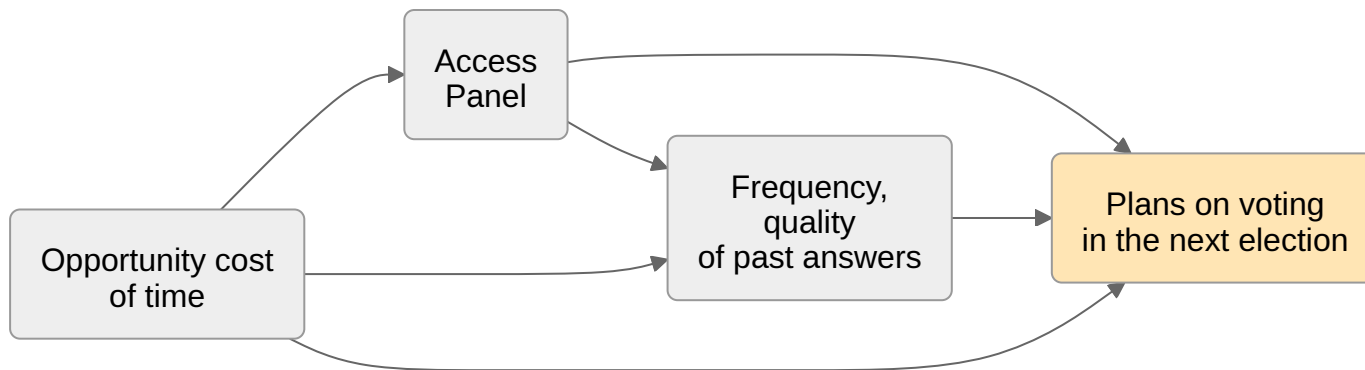 Access
Panel
Frequency,
quality
of past answers
Plans on voting
in the next election
Opportunity cost
of time